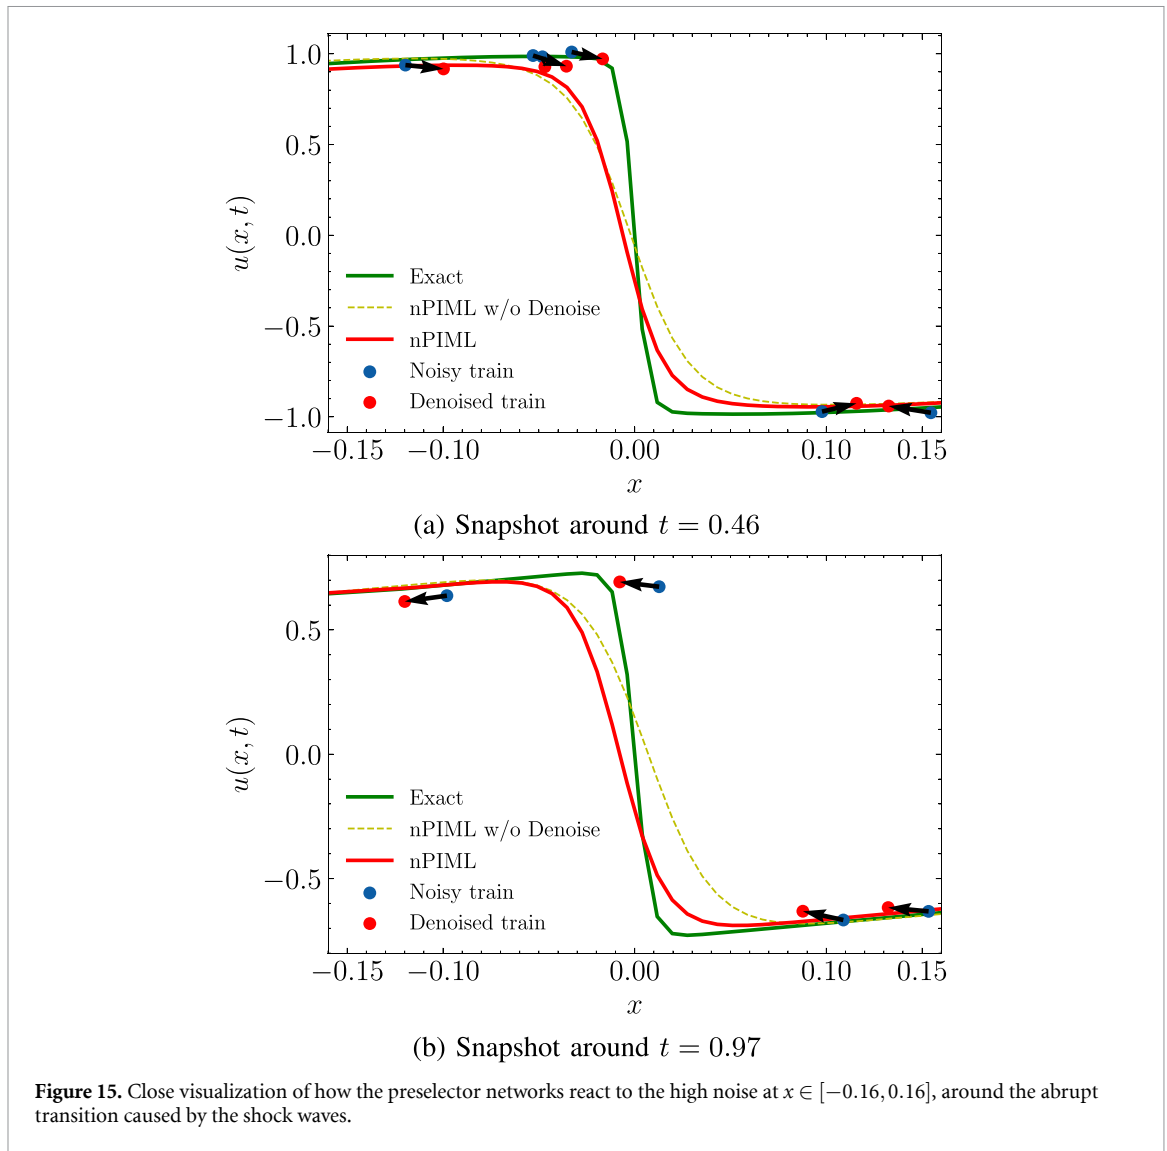 1.0
0.5
0.0
−0.5
−1.0
u(x, t)
Exact
nPIML w/o Denoise
nPIML
Noisy train
Denoised train
−0.15 −0.10 0.00 0.10 0.15
x
(a) Snapshot around t = 0.46
0.5
0.0
−0.5
u(x, t)
Exact
nPIML w/o Denoise
nPIML
Noisy train
Denoised train
−0.15 −0.10 0.00 0.10 0.15
x
(b) Snapshot around t = 0.97
Figure 15. Close visualization of how the preselector networks react to the high noise at x ∈ [−0.16, 0.16], around the abrupt
transition caused by the shock waves.